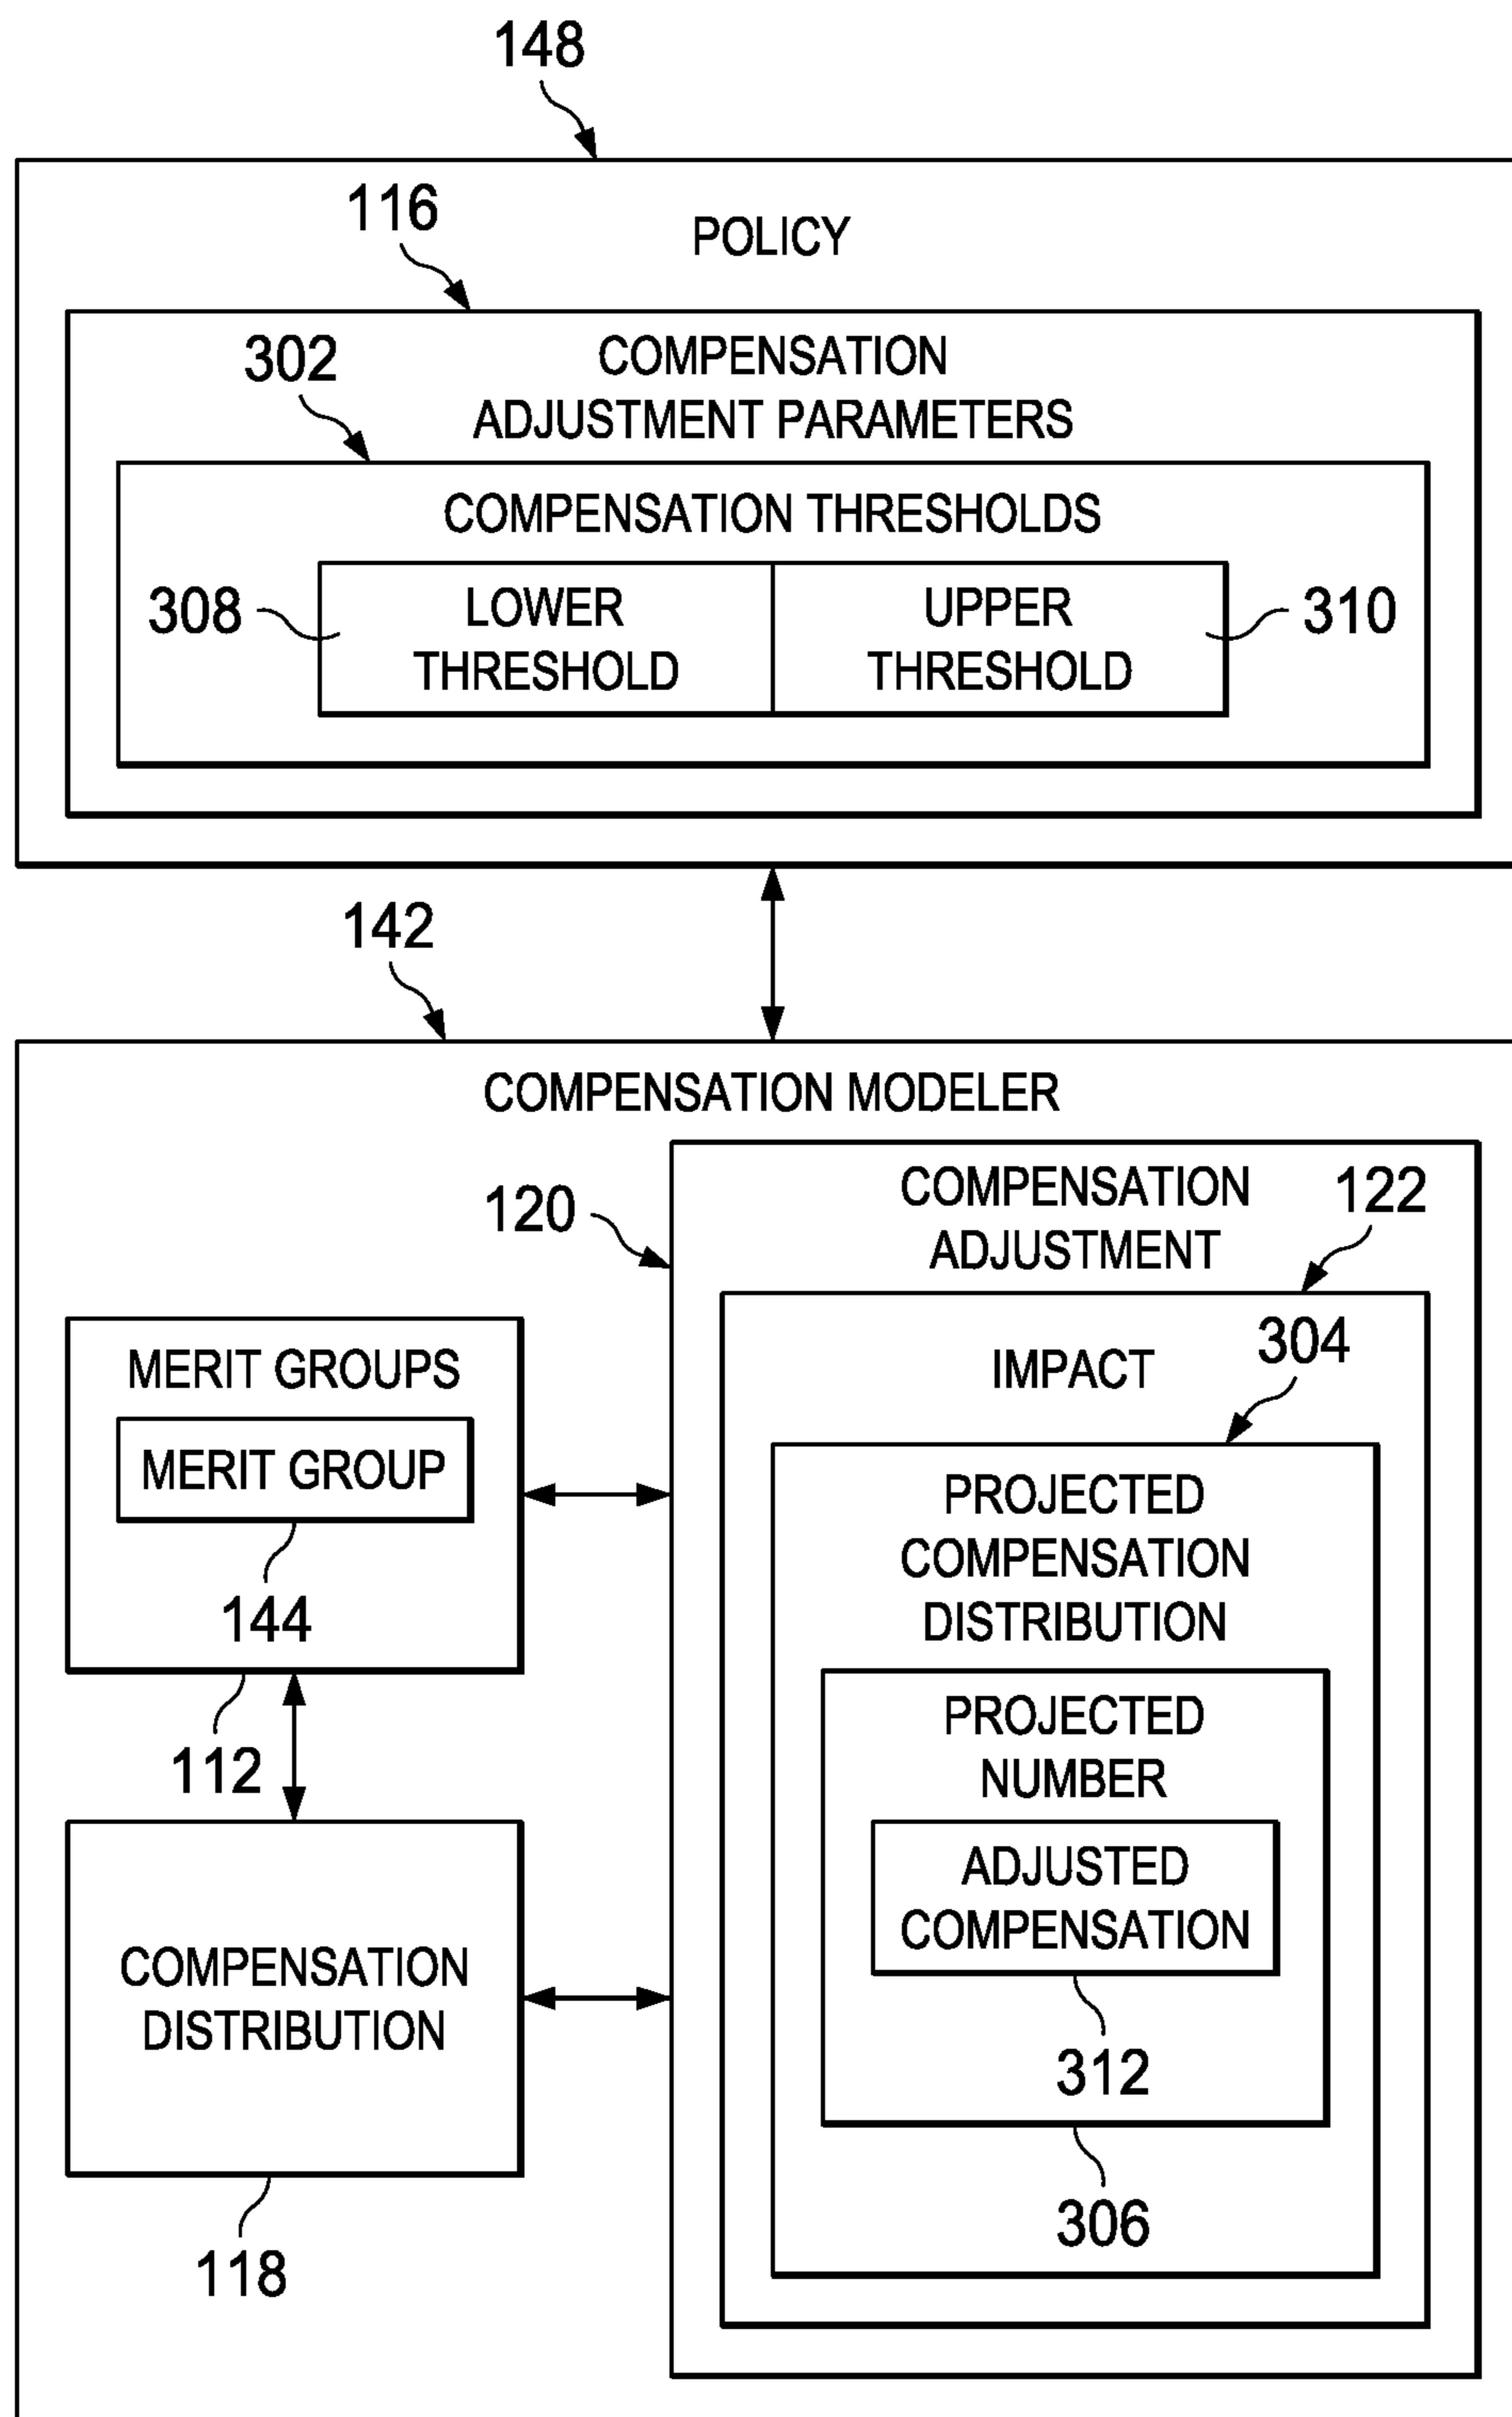 148
116
POLICY
302
COMPENSATION
ADJUSTMENT PARAMETERS
COMPENSATION THRESHOLDS
308
LOWER
THRESHOLD
UPPER
THRESHOLD
310
142
COMPENSATION MODELER
120
COMPENSATION
ADJUSTMENT
122
IMPACT
304
MERIT GROUPS
MERIT GROUP
144
112
PROJECTED
COMPENSATION
DISTRIBUTION
PROJECTED
NUMBER
ADJUSTED
COMPENSATION
312
306
COMPENSATION
DISTRIBUTION
118